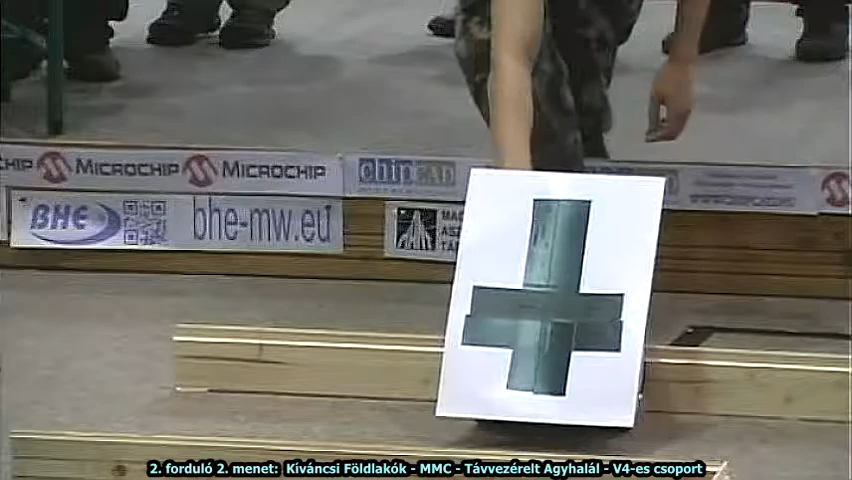 CHIP MICROCHIP MICROCHIP chipCAD
BHE bhe-mw.eu
2. forduló 2. menet: Kíváncsi Földlakók - MMC - Távvezérelt Agyhalál - V4-es csoport